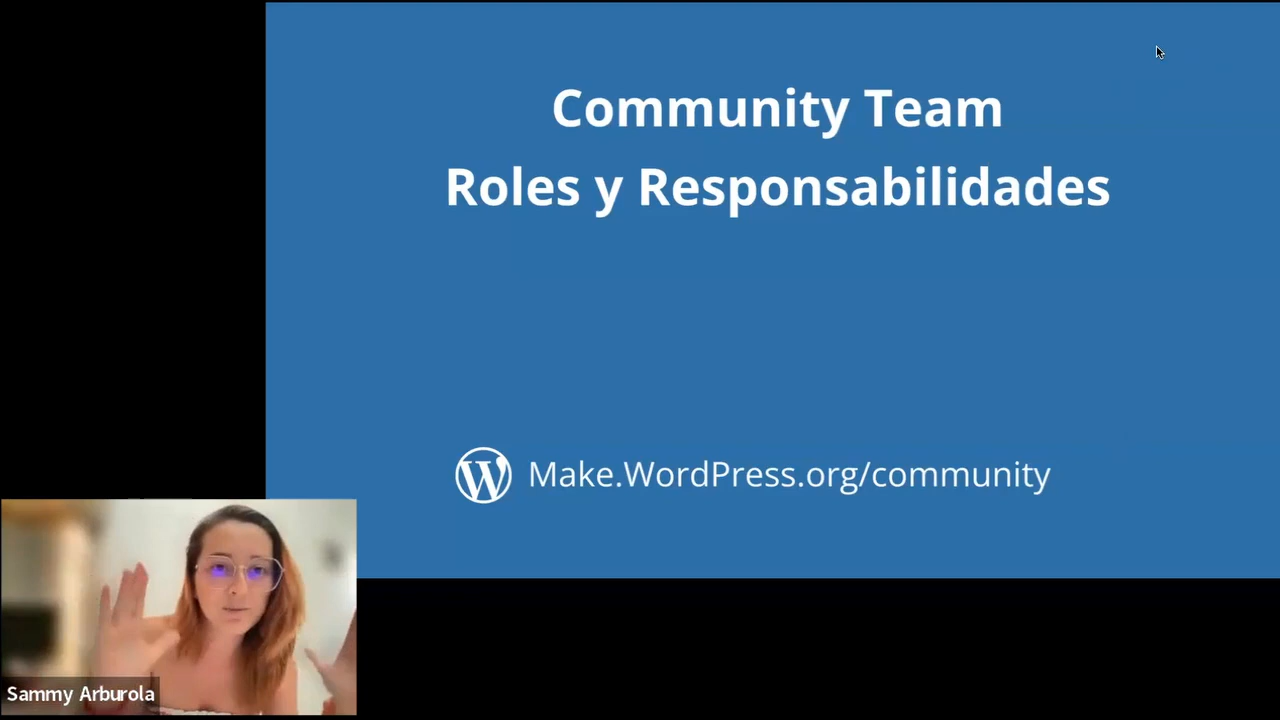 Community Team
Roles y Responsabilidades
Make.WordPress.org/community
Sammy Arburola